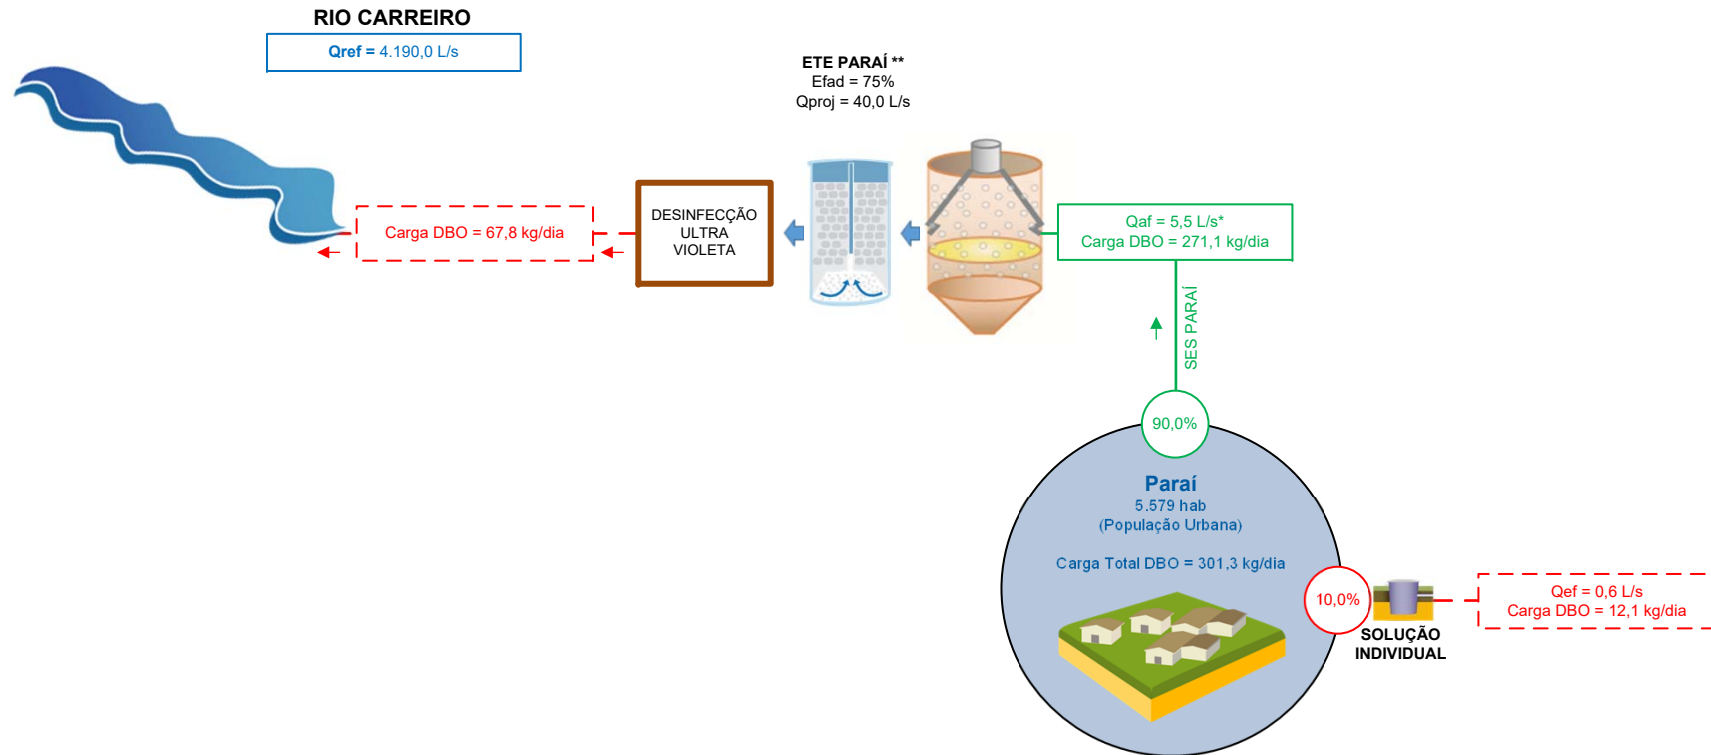 RIO CARREIRO
Qref = 4.190,0 L/s
ETE PARAÍ **
Efad = 75%
Qproj = 40,0 L/s
Carga DBO = 67,8 kg/dia
DESINFECÇÃO
ULTRA
VIOLETA
Qaf = 5,5 L/s*
Carga DBO = 271,1 kg/dia
SES PARAÍ
90,0%
Paraí
5.579 hab
(População Urbana)
Carga Total DBO = 301,3 kg/dia
10,0%
SOLUÇÃO
INDIVIDUAL
Qef = 0,6 L/s
Carga DBO = 12,1 kg/dia